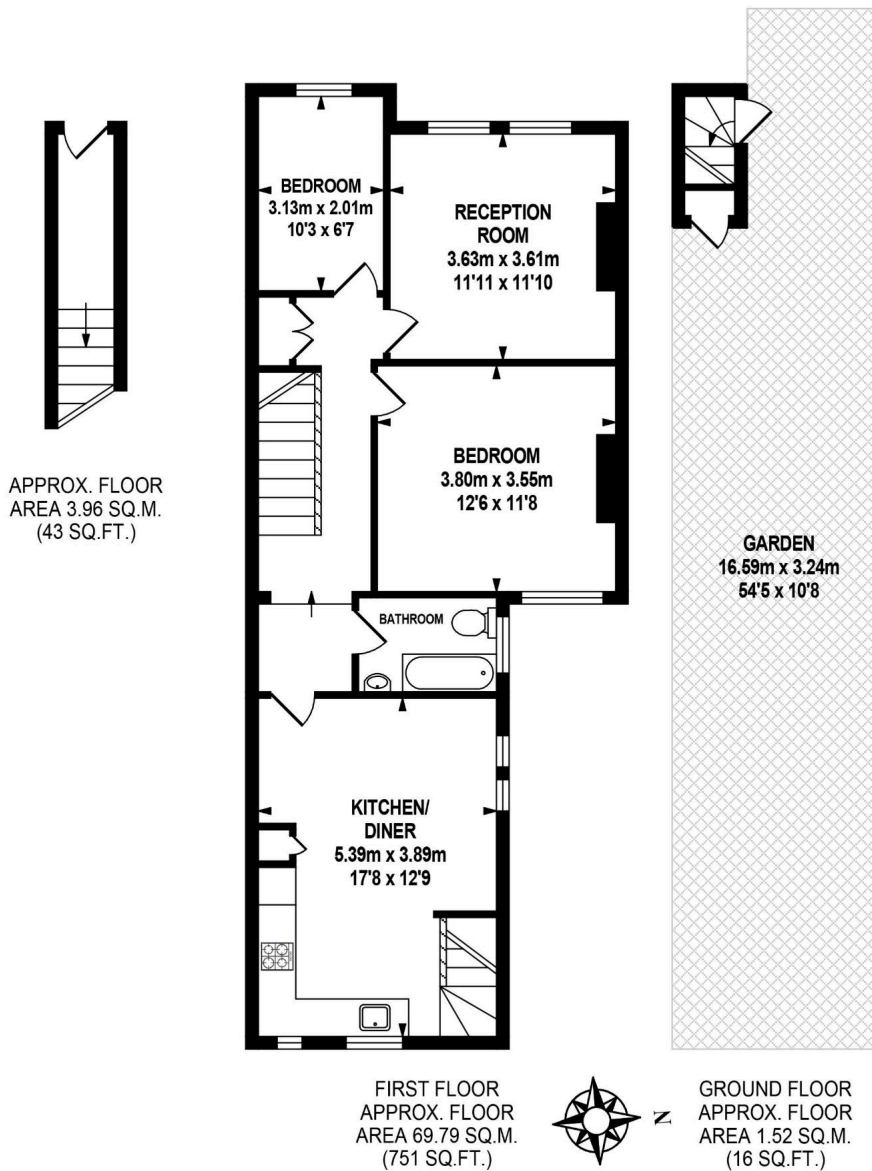 BEDROOM
3.13m x 2.01m
10'3 x 6'7
RECEPTION
ROOM
3.63m x 3.61m
11'11 x 11'10
APPROX. FLOOR
AREA 3.96 SQ.M.
(43 SQ.FT.)
BEDROOM
3.80m x 3.55m
12'6 x 11'8
GARDEN
16.59m x 3.24m
54'5 x 10'8
BATHROOM
KITCHEN/
DINER
5.39m x 3.89m
17'8 x 12'9
FIRST FLOOR
APPROX. FLOOR
AREA 69.79 SQ.M.
(751 SQ.FT.)
N
GROUND FLOOR
APPROX. FLOOR
AREA 1.52 SQ.M.
(16 SQ.FT.)